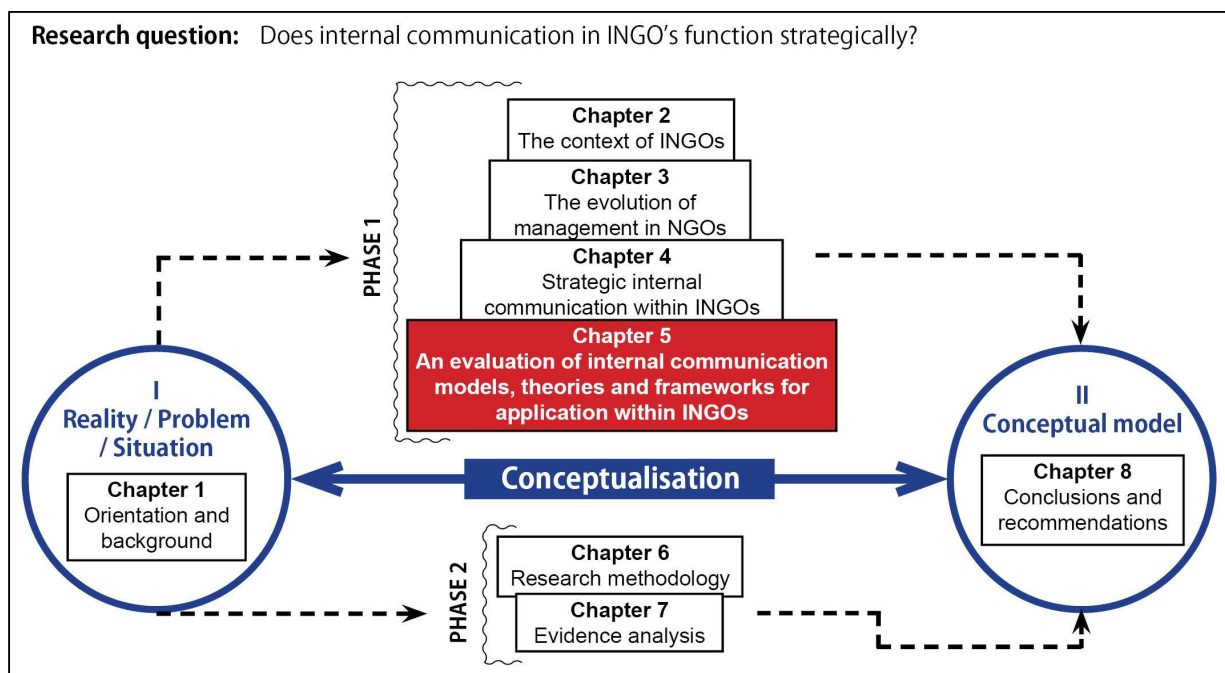 Research question: Does internal communication in INGO's function strategically?
PHASE 1
Chapter 2
The context of INGOs
Chapter 3
The evolution of
management in NGOs
Chapter 4
Strategic internal
communication within INGOs
Chapter 5
An evaluation of internal communication
models, theories and frameworks for
application within INGOs
I
Reality / Problem
/ Situation
Chapter 1
Orientation and
background
Conceptualisation
II
Conceptual model
Chapter 8
Conclusions and
recommendations
PHASE 2
Chapter 6
Research methodology
Chapter 7
Evidence analysis